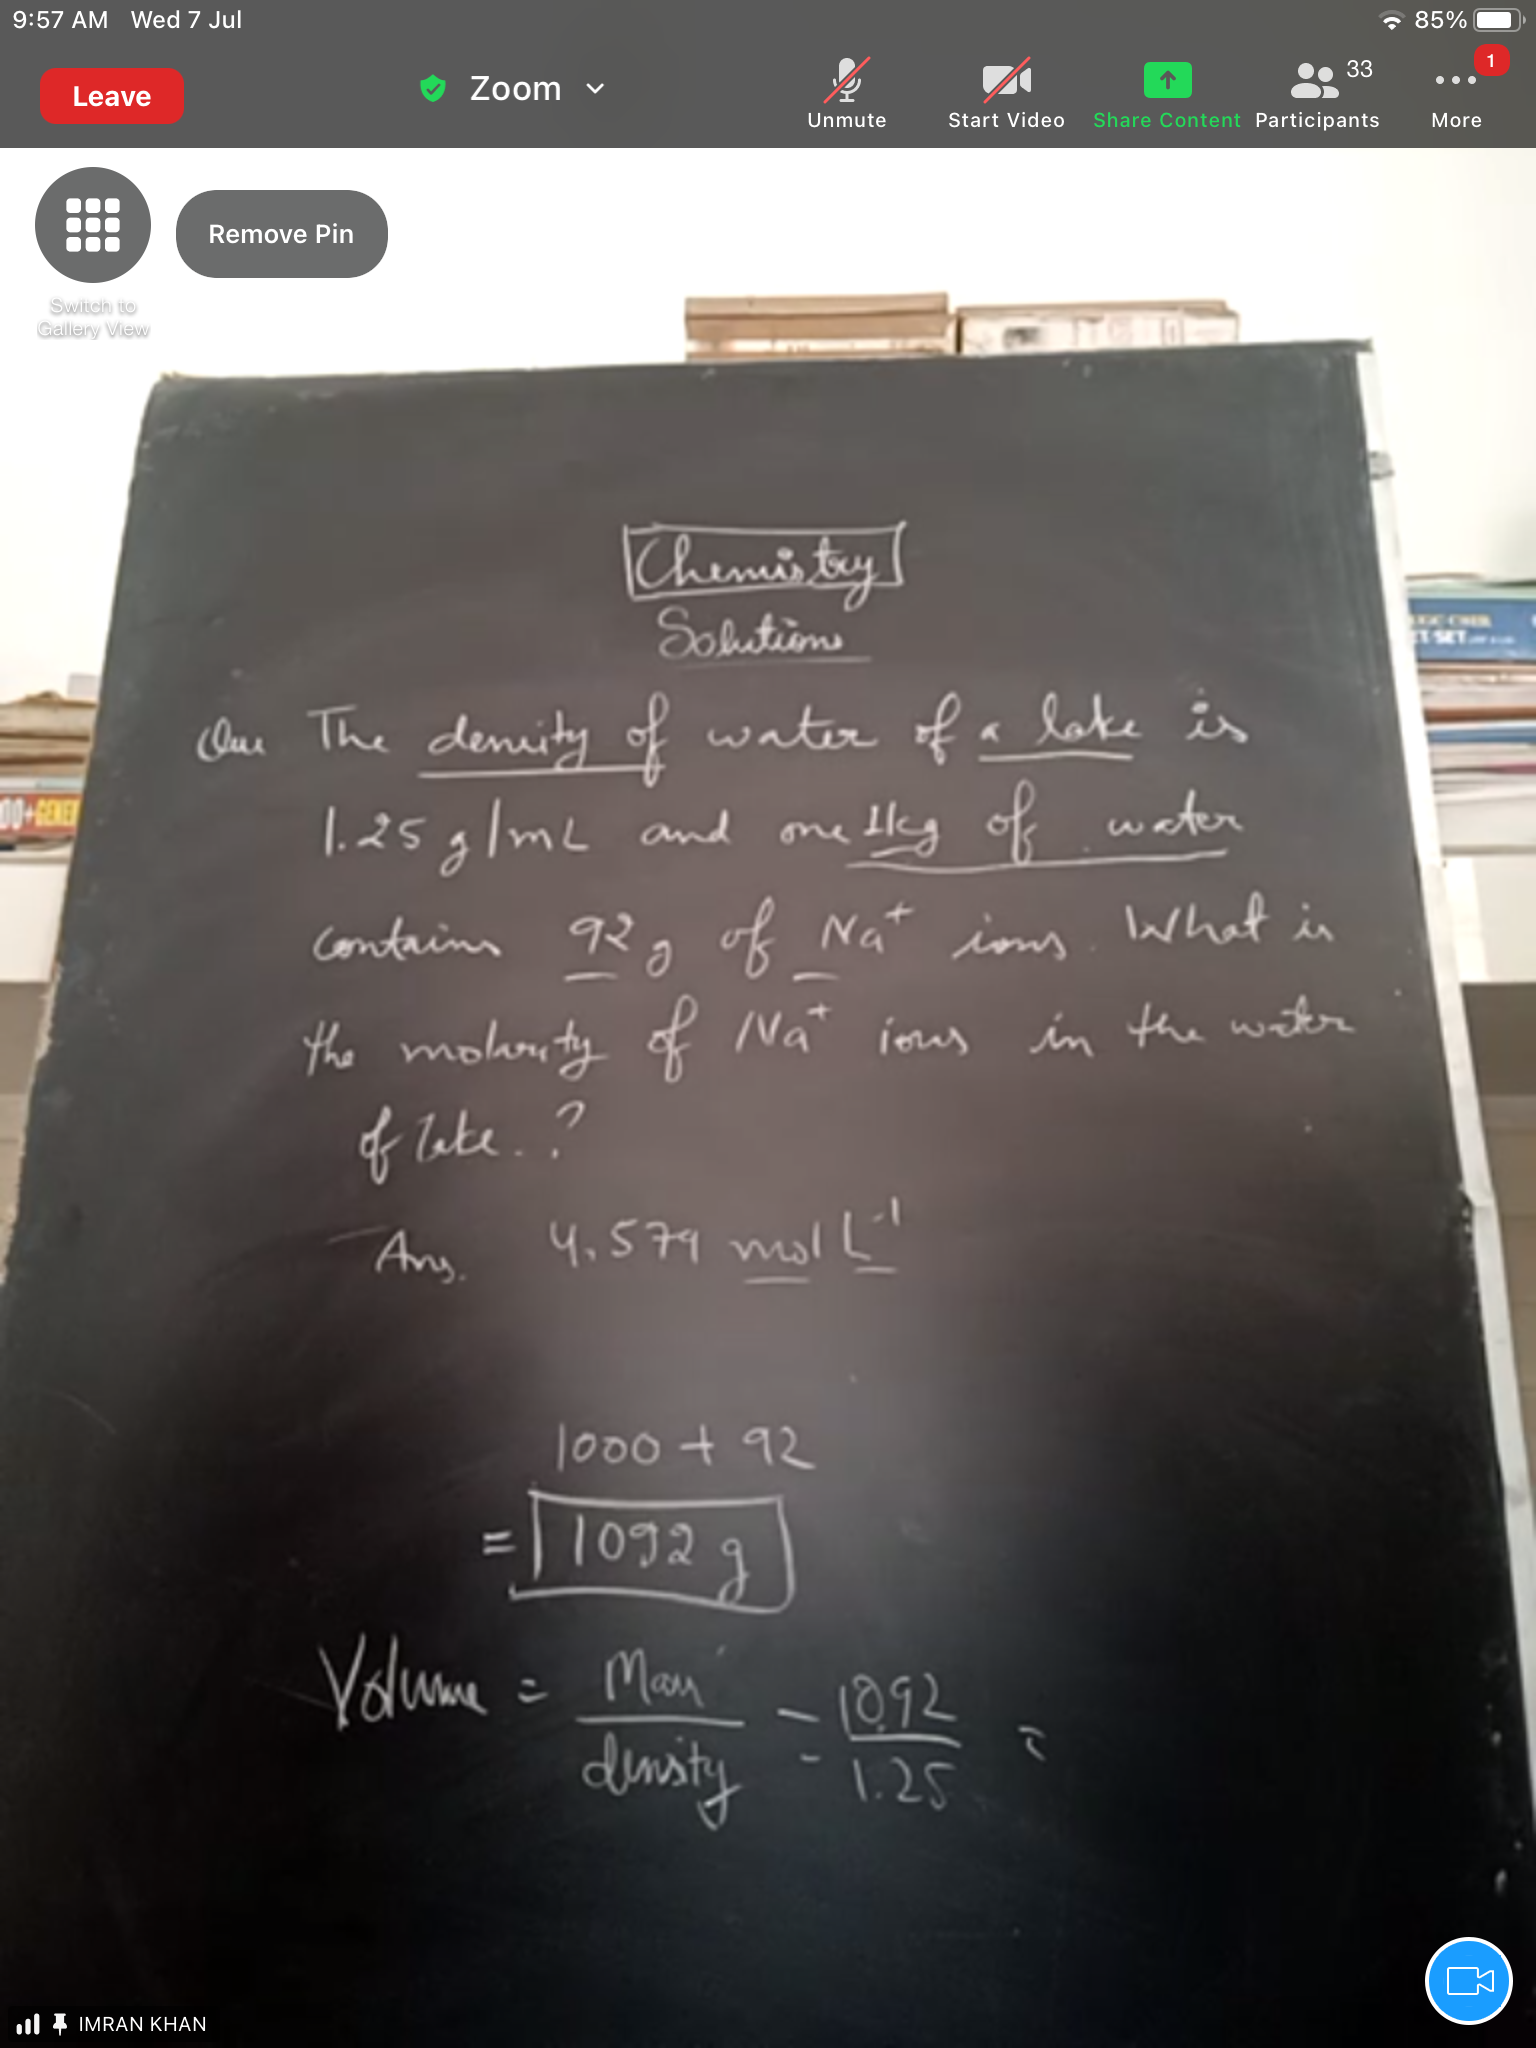 9:57 AM Wed 7 Jul
85%
Leave
Zoom
Unmute
Start Video
Share Content
Participants
33
More
1
Switch to
Gallery View
Remove Pin
Chemistry
Solutions
Que The density of water of a lake is
1.25 g/mL and one 1kg of water
contains 92 g of Na⁺ ions. What is
the molarity of Na⁺ ions in the water
of lake..?
Ans. 4.579 mol L⁻¹
1000 + 92
= 1092 g
Volume = Mass/density = 1092/1.25 =
00+GENER
IMRAN KHAN